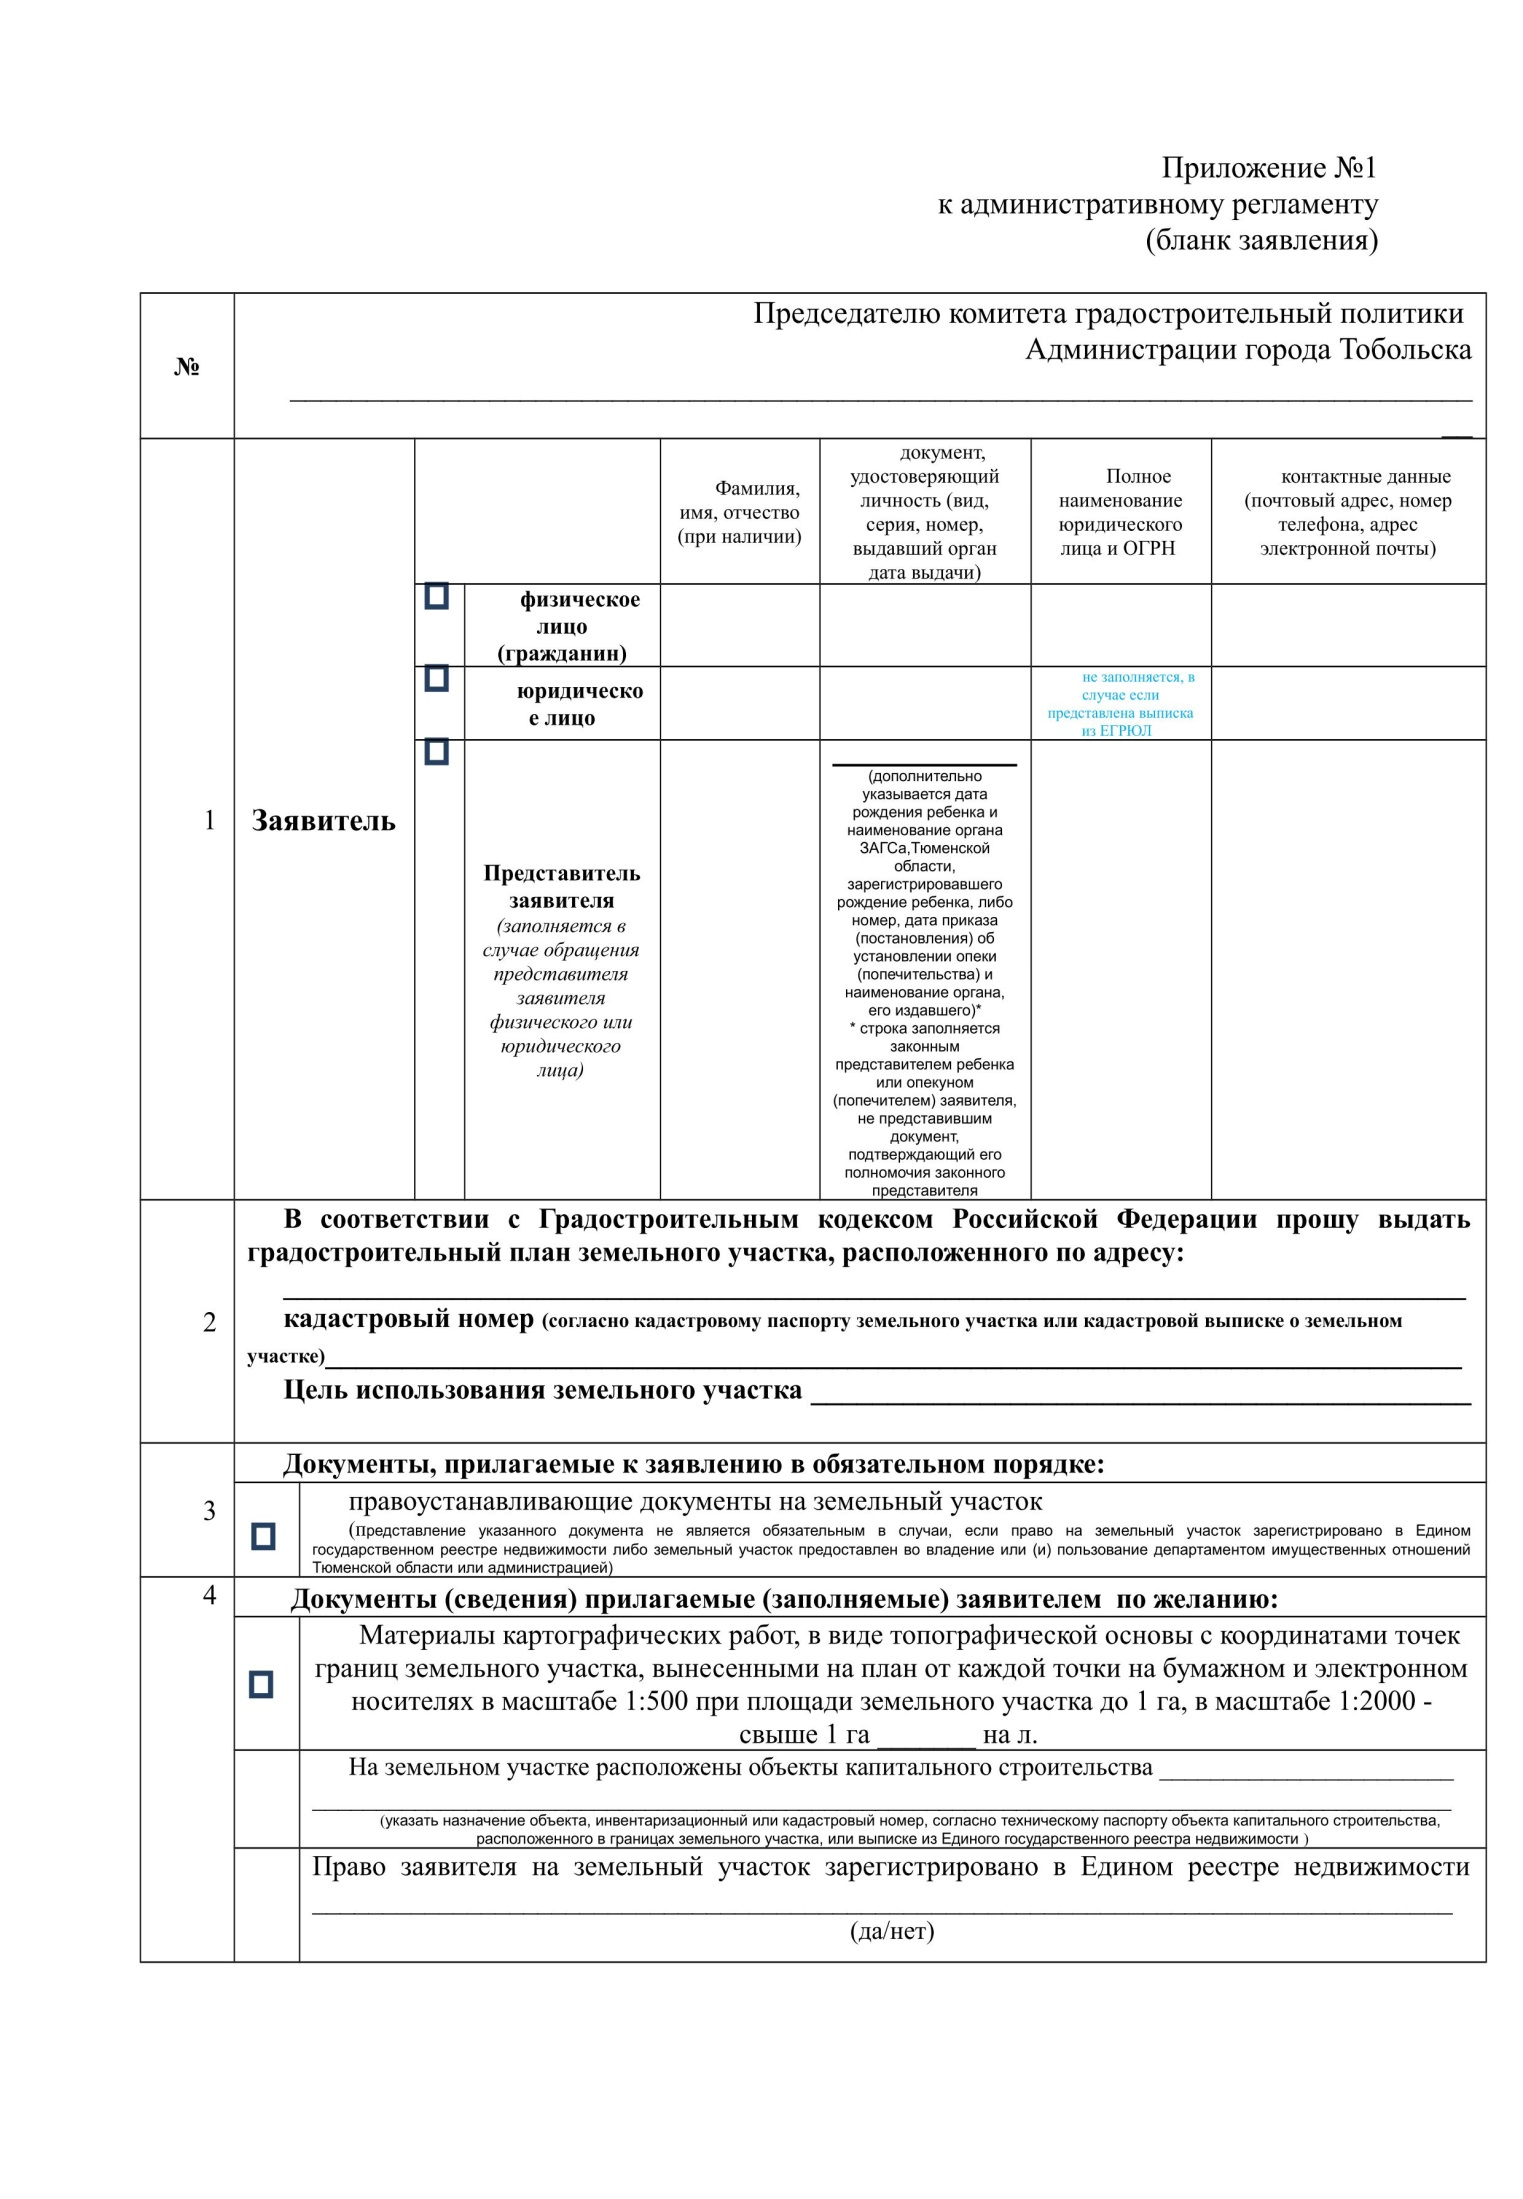 Приложение №1
к административному регламенту
(бланк заявления)
№
Председателю комитета градостроительный политики
Администрации города Тобольска
1
Заявитель
Фамилия,
имя, отчество
(при наличии)
документ,
удостоверяющий
личность (вид,
серия, номер,
выдавший орган
дата выдачи)
Полное
наименование
юридического
лица и ОГРН
контактные данные
(почтовый адрес, номер
телефона, адрес
электронной почты)
физическое
лицо
(гражданин)
юридическо
е лицо
не заполняется, в
случае если
представлена выписка
из ЕГРЮЛ
Представитель
заявителя
(заполняется в
случае обращения
представителя
заявителя
физического или
юридического
лица)
(дополнительно
указывается дата
рождения ребенка и
наименование органа
ЗАГСа,Тюменской
области,
зарегистрировавшего
рождение ребенка, либо
номер, дата приказа
(постановления) об
установлении опеки
(попечительства) и
наименование органа,
его издавшего)*
* строка заполняется
законным
представителем ребенка
или опекуном
(попечителем) заявителя,
не представившим
документ,
подтверждающий его
полномочия законного
представителя
2
В соответствии с Градостроительным кодексом Российской Федерации прошу выдать
градостроительный план земельного участка, расположенного по адресу:
кадастровый номер (согласно кадастровому паспорту земельного участка или кадастровой выписке о земельном
участке)
Цель использования земельного участка
3
Документы, прилагаемые к заявлению в обязательном порядке:
правоустанавливающие документы на земельный участок
(представление указанного документа не является обязательным в случаи, если право на земельный участок зарегистрировано в Едином
государственном реестре недвижимости либо земельный участок предоставлен во владение или (и) пользование департаментом имущественных отношений
Тюменской области или администрацией)
4
Документы (сведения) прилагаемые (заполняемые) заявителем по желанию:
Материалы картографических работ, в виде топографической основы с координатами точек
границ земельного участка, вынесенными на план от каждой точки на бумажном и электронном
носителях в масштабе 1:500 при площади земельного участка до 1 га, в масштабе 1:2000 -
свыше 1 га _______ на л.
На земельном участке расположены объекты капитального строительства
(указать назначение объекта, инвентаризационный или кадастровый номер, согласно техническому паспорту объекта капитального строительства,
расположенного в границах земельного участка, или выписке из Единого государственного реестра недвижимости )
Право заявителя на земельный участок зарегистрировано в Едином реестре недвижимости
(да/нет)